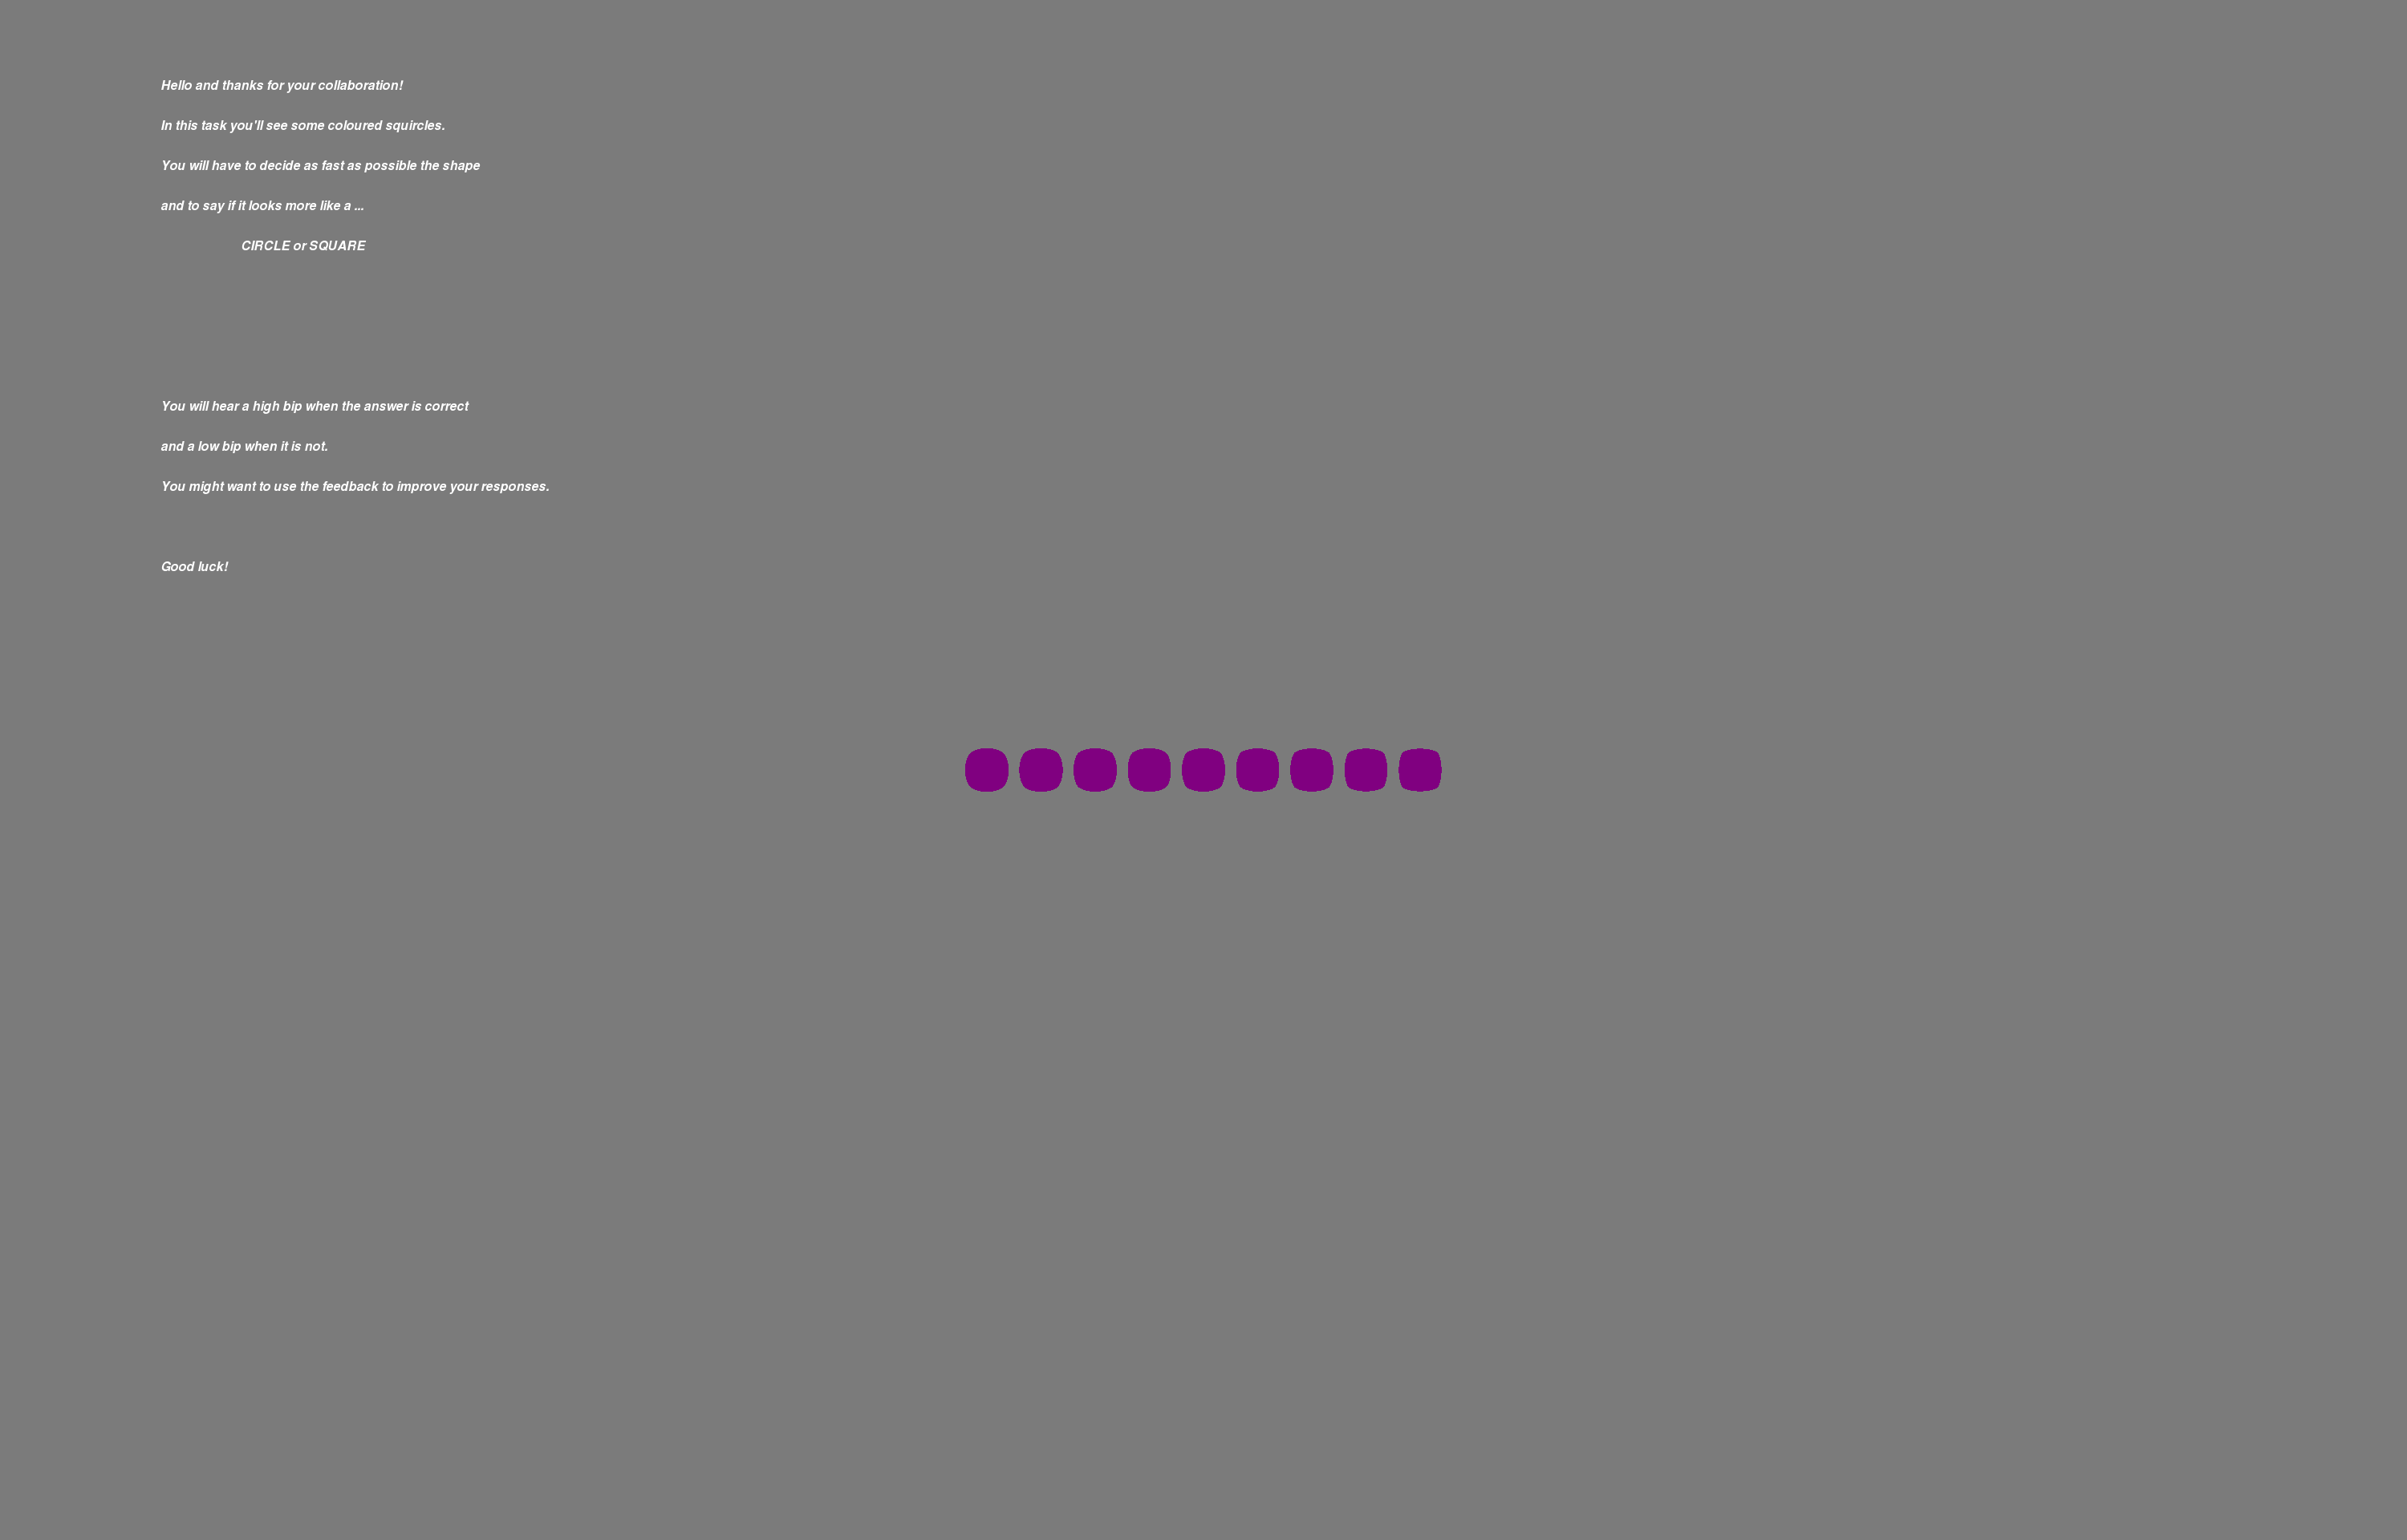 Hello and thanks for your collaboration!
In this task you'll see some coloured squircles.
You will have to decide as fast as possible the shape
and to say if it looks more like a ...
CIRCLE or SQUARE
You will hear a high bip when the answer is correct
and a low bip when it is not.
You might want to use the feedback to improve your responses.
Good luck!